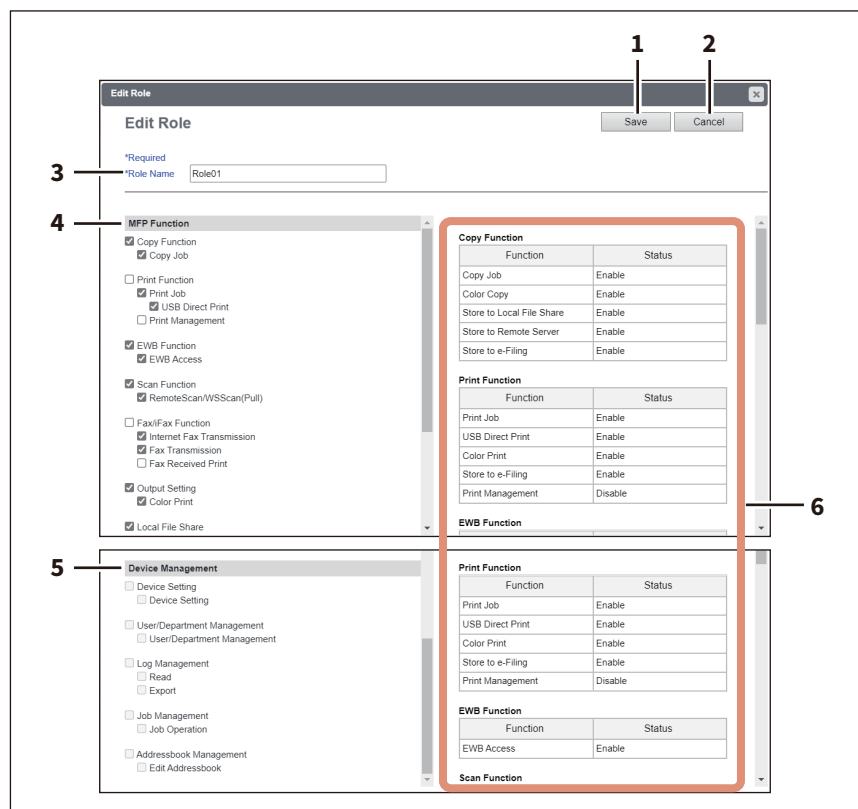 1
2
Edit Role
Edit Role
Save
Cancel
*Required
3
*Role Name
Role01
4
MFP Function
Copy Function
Copy Job
Print Function
Print Job
USB Direct Print
Print Management
EWB Function
EWB Access
Scan Function
RemoteScan/WSScan(Pull)
Fax/iFax Function
Internet Fax Transmission
Fax Transmission
Fax Received Print
Output Setting
Color Print
Local File Share
Copy Function
Function Status
Copy Job Enable
Color Copy Enable
Store to Local File Share Enable
Store to Remote Server Enable
Store to e-Filing Enable
Print Function
Function Status
Print Job Enable
USB Direct Print Enable
Color Print Enable
Store to e-Filing Enable
Print Management Disable
EWB Function
6
5
Device Management
Device Setting
Device Setting
User/Department Management
User/Department Management
Log Management
Read
Export
Job Management
Job Operation
Addressbook Management
Edit Addressbook
Print Function
Function Status
Print Job Enable
USB Direct Print Enable
Color Print Enable
Store to e-Filing Enable
Print Management Disable
EWB Function
Function Status
EWB Access Enable
Scan Function